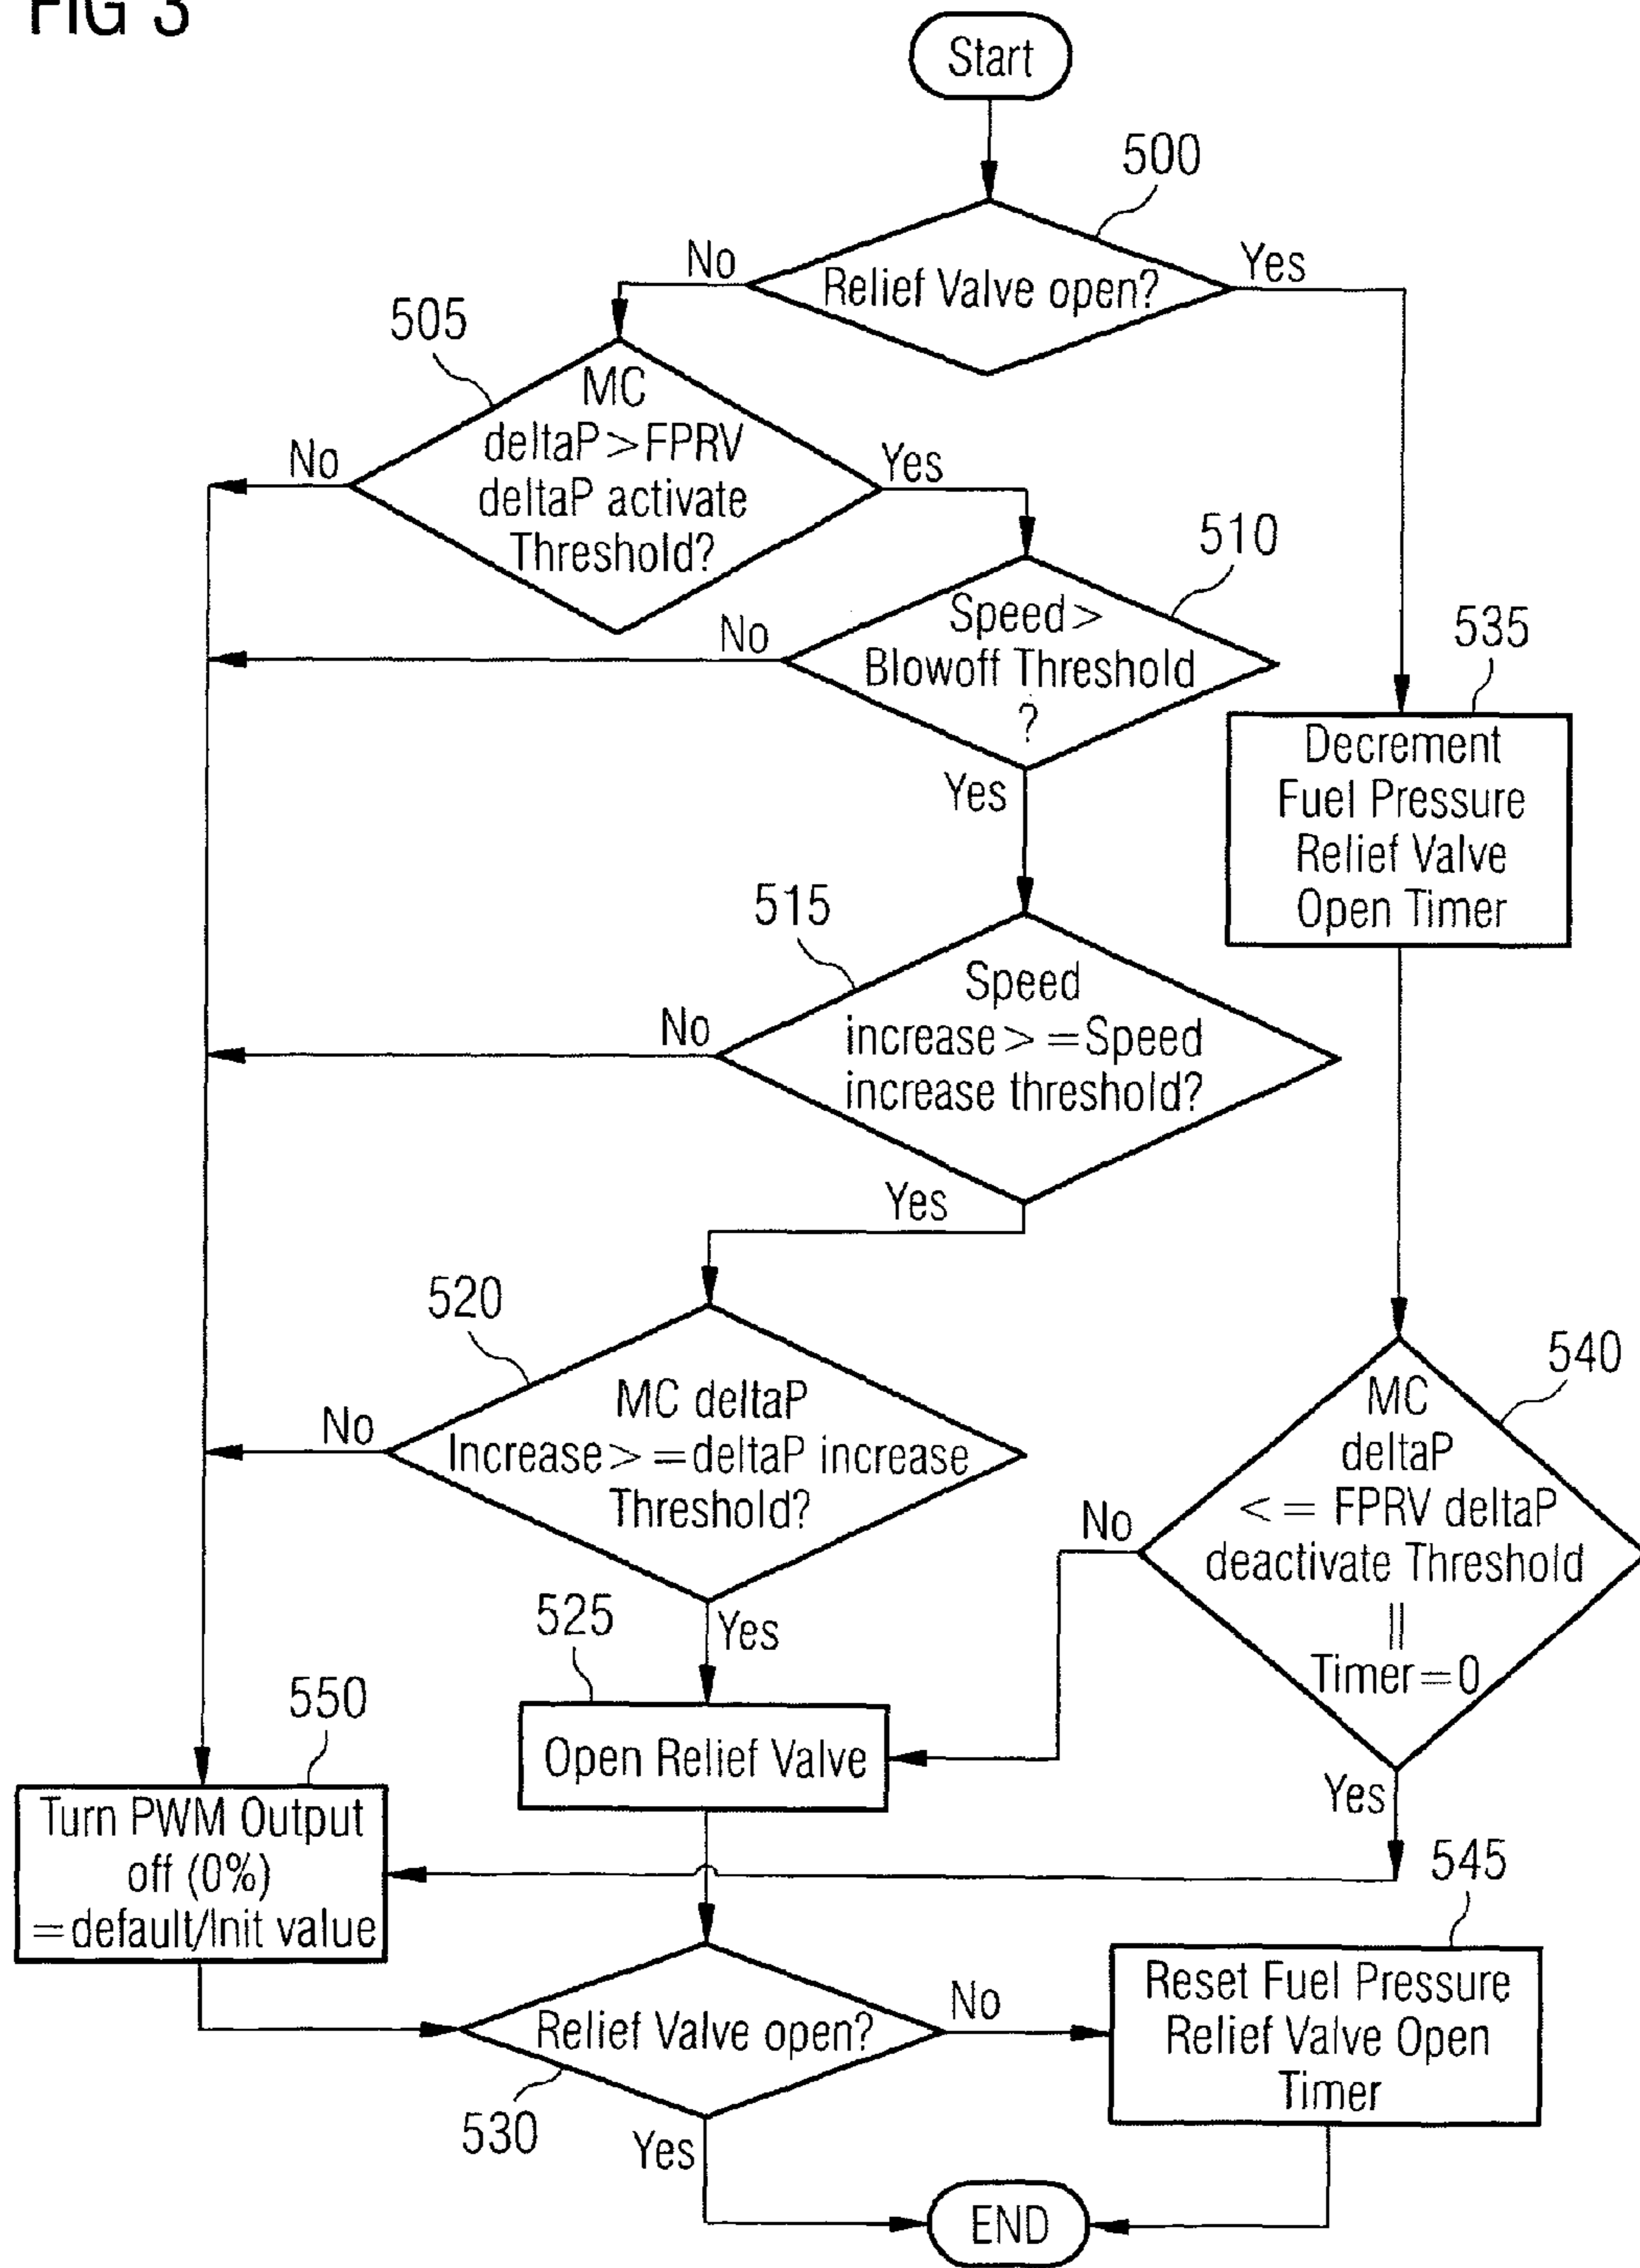 FIG 3
Start
500
No
Relief Valve open?
Yes
505
MC
deltaP>FPRV
deltaP activate
Threshold?
No
Yes
510
Speed>
Blowoff Threshold
?
No
Yes
535
Decrement
Fuel Pressure
Relief Valve
Open Timer
515
Speed
increase> =Speed
increase threshold?
No
Yes
520
MC deltaP
Increase> =deltaP increase
Threshold?
No
Yes
540
MC
deltaP
< = FPRV deltaP
deactivate Threshold
||
Timer=0
No
Yes
525
Open Relief Valve
550
Turn PWM Output
off (0%)
=default/Init value
545
Reset Fuel Pressure
Relief Valve Open
Timer
Relief Valve open?
No
530
Yes
END